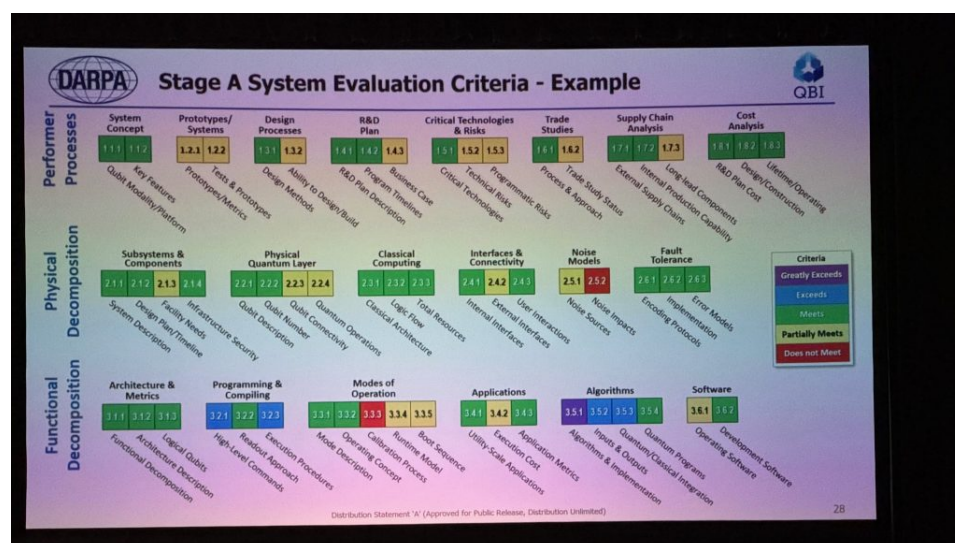 DARPA
Stage A System Evaluation Criteria - Example
QBI
Performer
Processes
System
Concept
1.1.1 1.1.2
Qubit Modality/Platform
Key Features
Prototypes/
Systems
1.2.1 1.2.2
Prototypes/Metrics
Tests & Prototypes
Design
Processes
1.3.1 1.3.2
Design Methods
Ability to Design/Build
R&D
Plan
1.4.1 1.4.2 1.4.3
R&D Plan Description
Program Timelines
Business Case
Critical Technologies
& Risks
1.5.1 1.5.2 1.5.3
Critical Technologies
Technical Risks
Programmatic Risks
Trade
Studies
1.6.1 1.6.2
Process & Approach
Trade Study Status
Supply Chain
Analysis
1.7.1 1.7.2 1.7.3
External Supply Chains
Internal Production Capability
Long-lead Components
Cost
Analysis
1.8.1 1.8.2 1.8.3
R&D Plan Cost
Design/Construction
Lifetime/Operating
Physical
Decomposition
Subsystems &
Components
2.1.1 2.1.2 2.1.3 2.1.4
System Description
Design Plan/Timeline
Facility Needs
Infrastructure Security
Physical
Quantum Layer
2.2.1 2.2.2 2.2.3 2.2.4
Qubit Description
Qubit Number
Qubit Connectivity
Quantum Operations
Classical
Computing
2.3.1 2.3.2 2.3.3
Classical Architecture
Logic Flow
Total Resources
Interfaces &
Connectivity
2.4.1 2.4.2 2.4.3
Internal Interfaces
External Interfaces
User Interactions
Noise
Models
2.5.1 2.5.2
Noise Sources
Noise Impacts
Fault
Tolerance
2.6.1 2.6.2 2.6.3
Encoding Protocols
Implementation
Error Models
Criteria
Greatly Exceeds
Exceeds
Meets
Partially Meets
Does not Meet
Functional
Decomposition
Architecture &
Metrics
3.1.1 3.1.2 3.1.3
Functional Decomposition
Architecture Description
Logical Qubits
Programming &
Compiling
3.2.1 3.2.2 3.2.3
High-Level Commands
Readout Approach
Execution Procedures
Modes of
Operation
3.3.1 3.3.2 3.3.3 3.3.4 3.3.5
Mode Description
Operating Concept
Calibration Process
Runtime Model
Boot Sequence
Applications
3.4.1 3.4.2 3.4.3
Utility-Scale Applications
Execution Cost
Application Metrics
Algorithms
3.5.1 3.5.2 3.5.3 3.5.4
Algorithms & Implementation
Inputs & Outputs
Quantum/Classical Integration
Quantum Programs
Software
3.6.1 3.6.2
Operating Software
Development Software
Distribution Statement 'A' (Approved for Public Release, Distribution Unlimited)
28